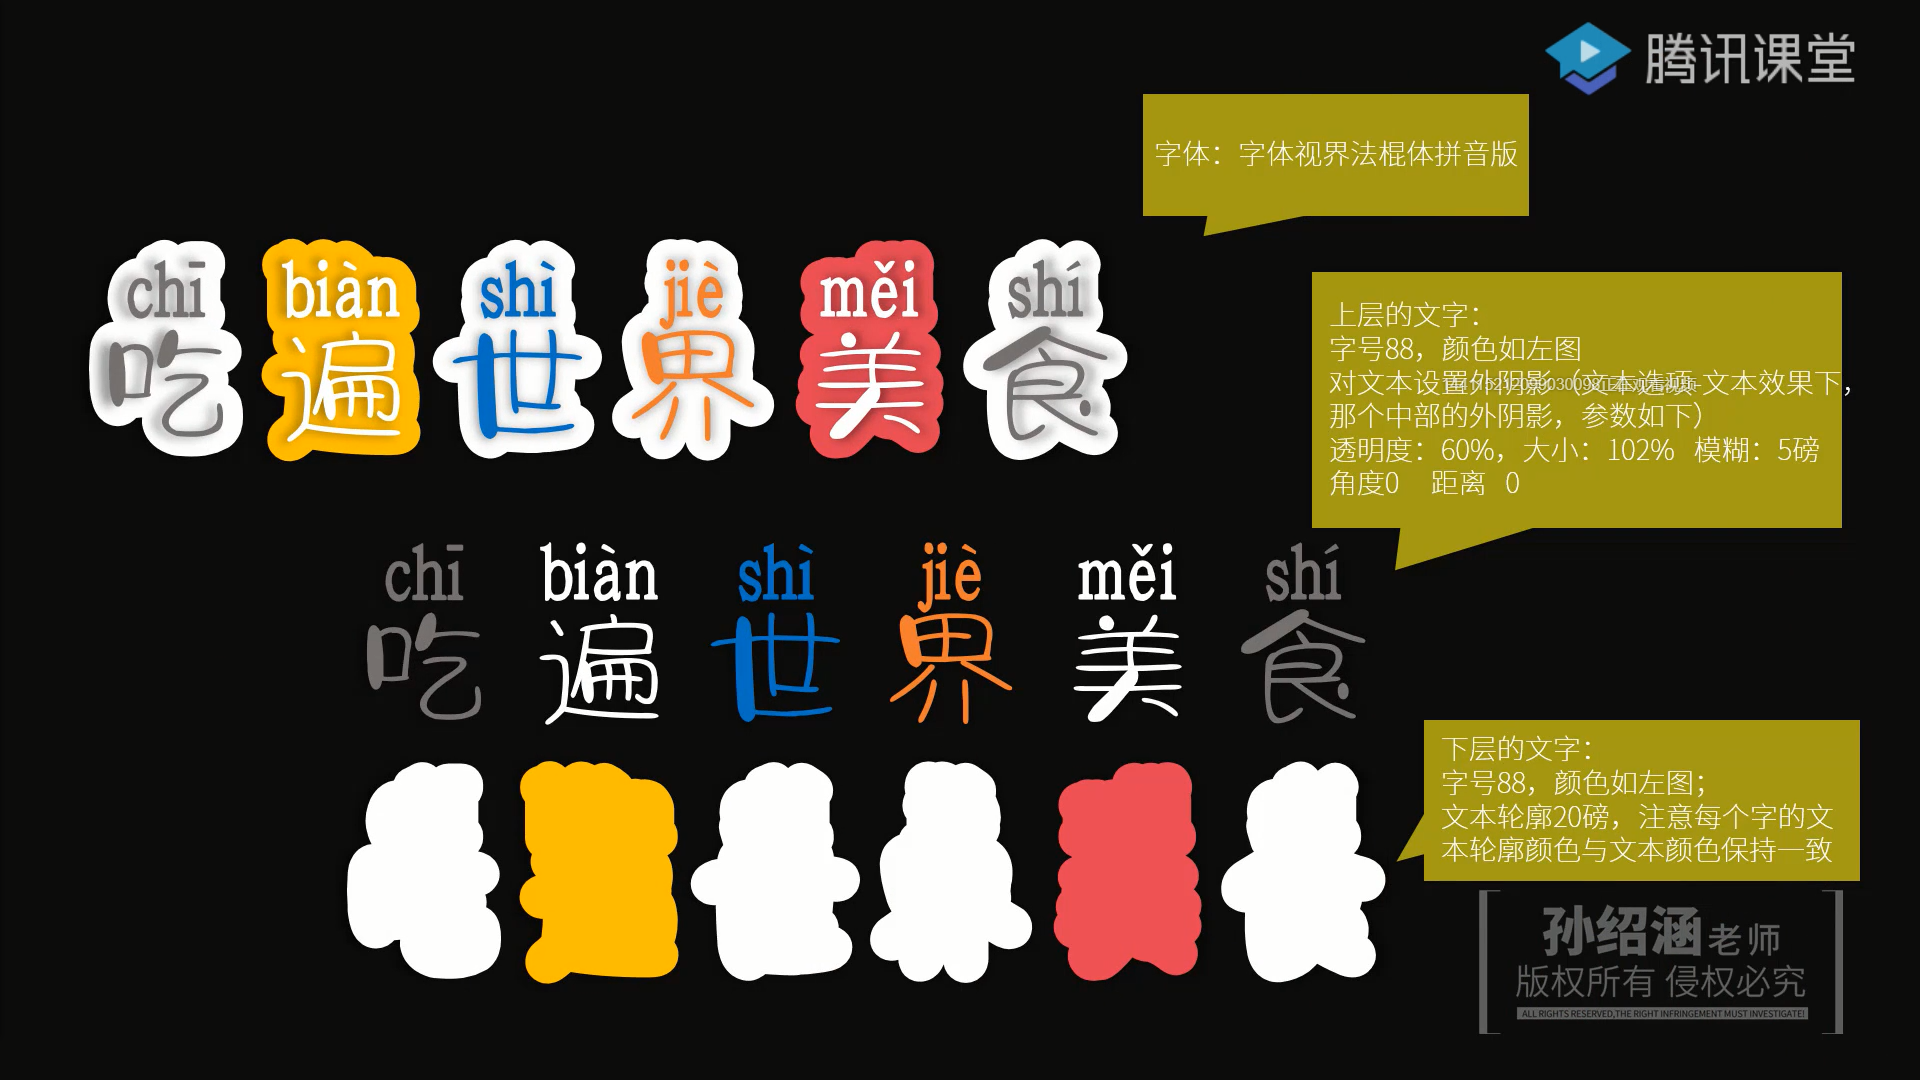 腾讯课堂
字体：字体视界法棍体拼音版
chī biàn shì jiè měi shí
吃遍世界美食
上层的文字：
字号88，颜色如左图
对文本设置外阴影（文本选项-文本效果下，
那个中部的外阴影，参数如下）
透明度：60%，大小：102% 模糊：5磅
角度0 距离 0
chī biàn shì jiè měi shí
吃遍世界美食
下层的文字：
字号88，颜色如左图；
文本轮廓20磅，注意每个字的文
本轮廓颜色与文本颜色保持一致
孙绍涵老师
版权所有 侵权必究
ALL RIGHTS RESERVED,THE RIGHT INFRINGEMENT MUST INVESTIGATE!